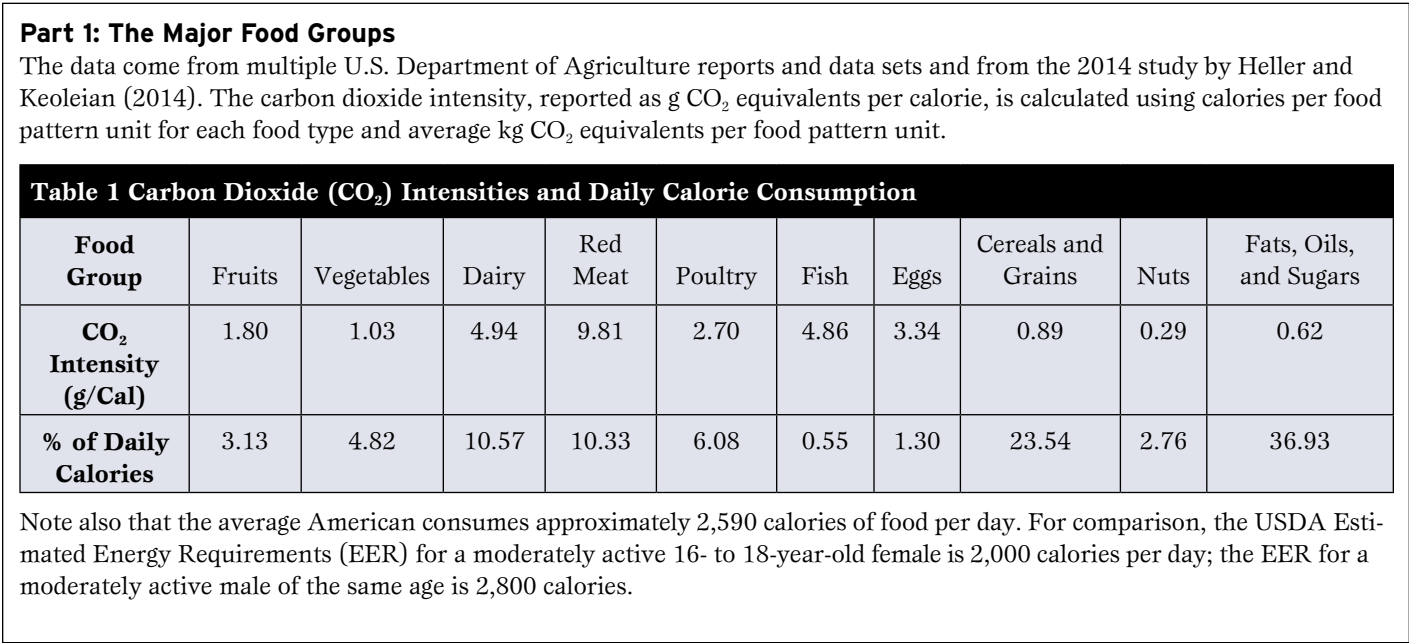 Part 1: The Major Food Groups
The data come from multiple U.S. Department of Agriculture reports and data sets and from the 2014 study by Heller and
Keoleian (2014). The carbon dioxide intensity, reported as g CO₂ equivalents per calorie, is calculated using calories per food
pattern unit for each food type and average kg CO₂ equivalents per food pattern unit.
Table 1 Carbon Dioxide (CO₂) Intensities and Daily Calorie Consumption
Food Group Fruits Vegetables Dairy Red Meat Poultry Fish Eggs Cereals and Grains Nuts Fats, Oils, and Sugars
CO₂ Intensity (g/Cal) 1.80 1.03 4.94 9.81 2.70 4.86 3.34 0.89 0.29 0.62
% of Daily Calories 3.13 4.82 10.57 10.33 6.08 0.55 1.30 23.54 2.76 36.93
Note also that the average American consumes approximately 2,590 calories of food per day. For comparison, the USDA Esti-
mated Energy Requirements (EER) for a moderately active 16- to 18-year-old female is 2,000 calories per day; the EER for a
moderately active male of the same age is 2,800 calories.